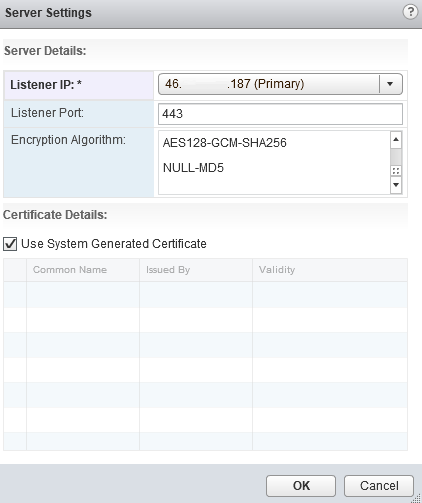 Server Settings
?
Server Details:
Listener IP: * 46. .187 (Primary)
Listener Port: 443
Encryption Algorithm: AES128-GCM-SHA256
NULL-MD5
Certificate Details:
Use System Generated Certificate
Common Name Issued By Validity
OK Cancel